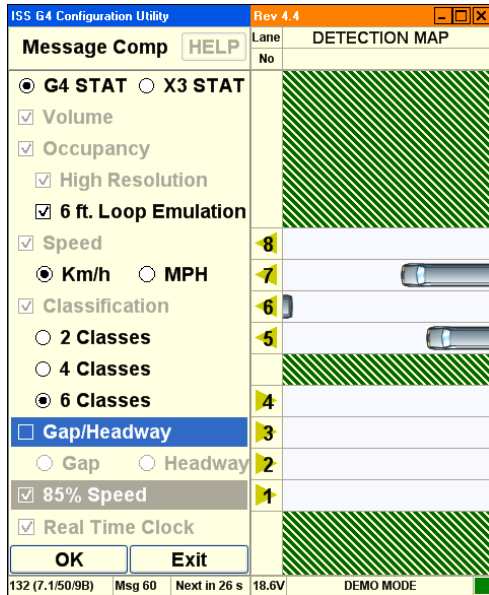 ISS G4 Configuration Utility
Rev 4.4
Message Comp
HELP
Lane
No
DETECTION MAP
G4 STAT
X3 STAT
Volume
Occupancy
High Resolution
6 ft. Loop Emulation
Speed
Km/h
MPH
Classification
2 Classes
4 Classes
6 Classes
Gap/Headway
Gap
Headway
85% Speed
Real Time Clock
OK
Exit
8
7
6
5
4
3
2
1
132 (7.1/50/9B)
Msg 60
Next in 26 s
18.6V
DEMO MODE